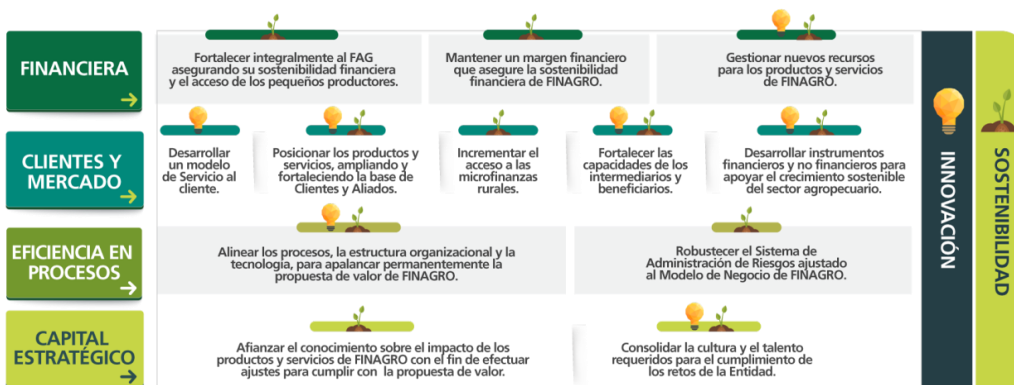 FINANCIERA
Fortalecer integralmente al FAG
asegurando su sostenibilidad financiera
y el acceso de los pequeños productores.
Mantener un margen financiero
que asegure la sostenibilidad
financiera de FINAGRO.
Gestionar nuevos recursos
para los productos y servicios
de FINAGRO.
CLIENTES Y
MERCADO
Desarrollar
un modelo
de Servicio al
cliente.
Posicionar los productos y
servicios, ampliando y
fortaleciendo la base de
Clientes y Aliados.
Incrementar el
acceso a las
microfinanzas
rurales.
Fortalecer las
capacidades de los
intermediarios y
beneficiarios.
Desarrollar instrumentos
financieros y no financieros para
apoyar el crecimiento sostenible
del sector agropecuario.
EFICIENCIA EN
PROCESOS
Alinear los procesos, la estructura organizacional y la
tecnología, para apalancar permanentemente la
propuesta de valor de FINAGRO.
Robustecer el Sistema de
Administración de Riesgos ajustado
al Modelo de Negocio de FINAGRO.
CAPITAL
ESTRATÉGICO
Afianzar el conocimiento sobre el impacto de los
productos y servicios de FINAGRO con el fin de efectuar
ajustes para cumplir con la propuesta de valor.
Consolidar la cultura y el talento
requeridos para el cumplimiento de
los retos de la Entidad.
INNOVACIÓN
SOSTENIBILIDAD